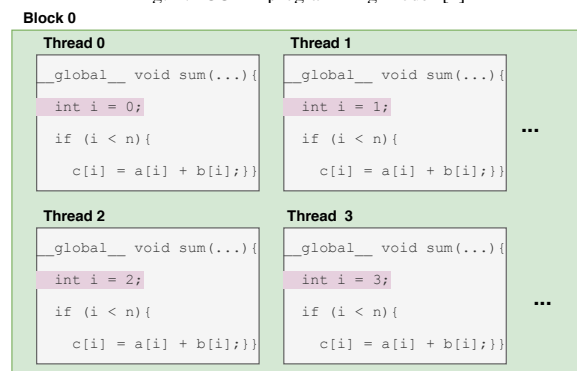 Block 0
Thread 0
__global__ void sum(...){
int i = 0;
if (i < n){
c[i] = a[i] + b[i];}}
Thread 1
__global__ void sum(...){
int i = 1;
if (i < n){
c[i] = a[i] + b[i];}}
...
Thread 2
__global__ void sum(...){
int i = 2;
if (i < n){
c[i] = a[i] + b[i];}}
Thread 3
__global__ void sum(...){
int i = 3;
if (i < n){
c[i] = a[i] + b[i];}}
...